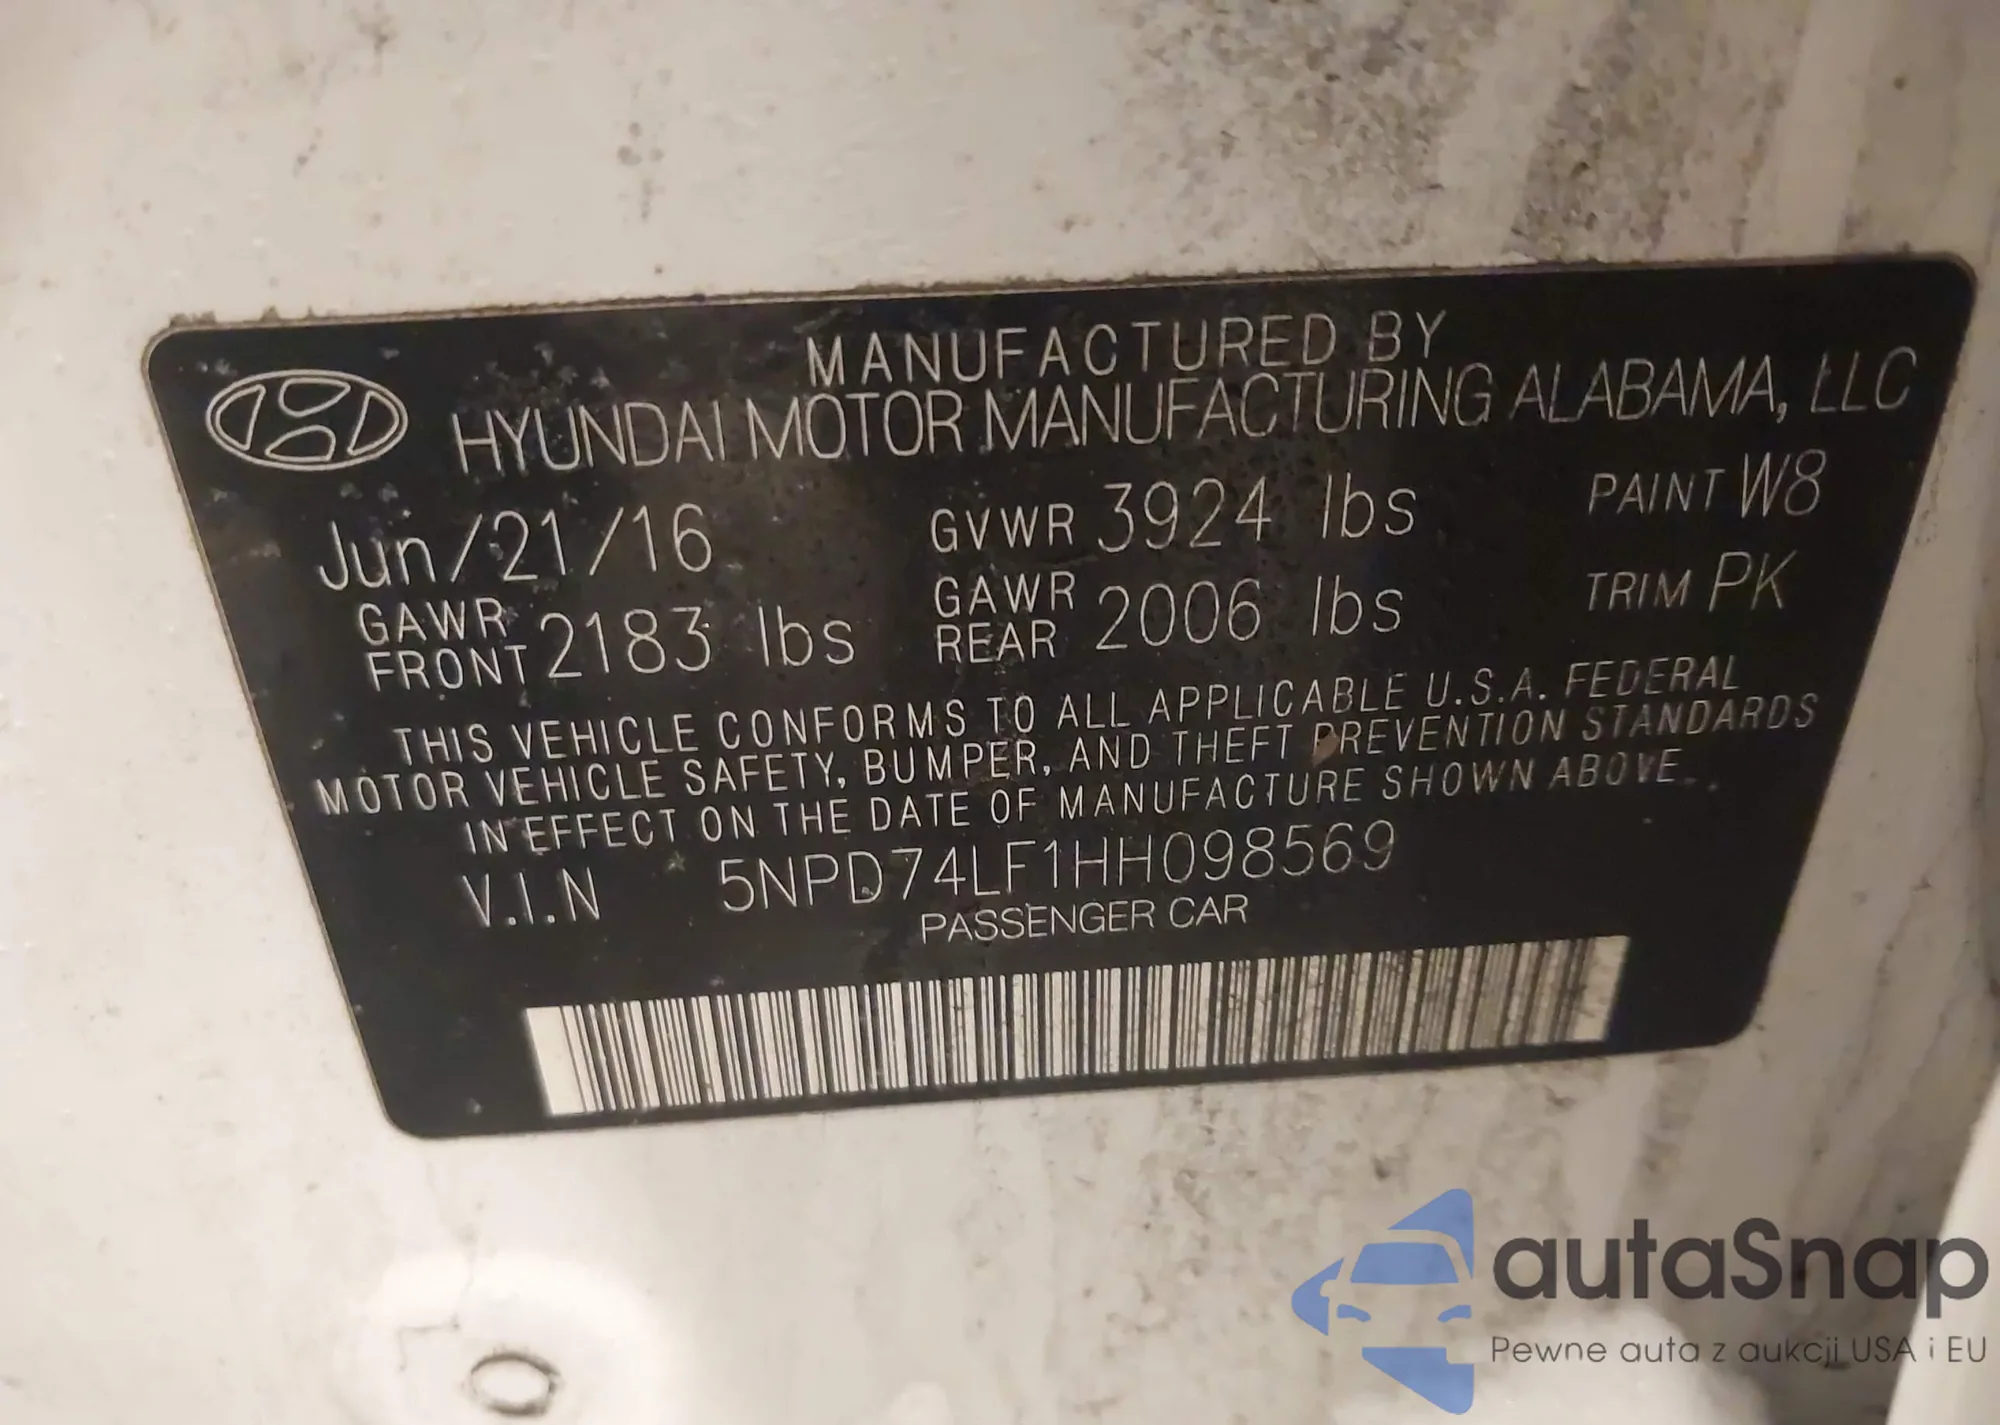 MANUFACTURED BY
HYUNDAI MOTOR MANUFACTURING ALABAMA, LLC
Jun/21/16 GVWR 3924 lbs PAINT W8
GAWR FRONT 2183 lbs GAWR REAR 2006 lbs TRIM PK
THIS VEHICLE CONFORMS TO ALL APPLICABLE U.S.A. FEDERAL
MOTOR VEHICLE SAFETY, BUMPER, AND THEFT PREVENTION STANDARDS
IN EFFECT ON THE DATE OF MANUFACTURE SHOWN ABOVE.
V.I.N 5NPD74LF1HH098569
PASSENGER CAR
autaSnap
Pewne auta z aukcji USA i EU